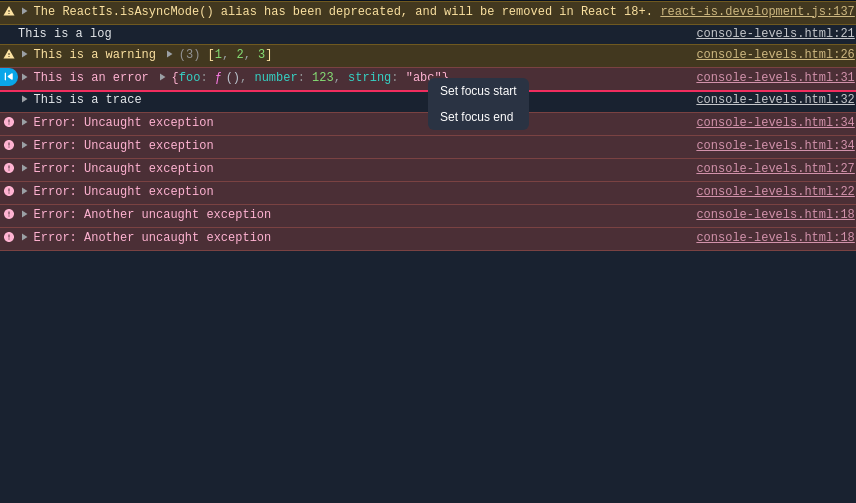 The ReactIs.isAsyncMode() alias has been deprecated, and will be removed in React 18+. react-is.development.js:137
This is a log console-levels.html:21
This is a warning (3) [1, 2, 3] console-levels.html:26
This is an error {foo: ƒ (), number: 123, string: "abc"} console-levels.html:31
Set focus start
This is a trace console-levels.html:32
Set focus end
Error: Uncaught exception console-levels.html:34
Error: Uncaught exception console-levels.html:34
Error: Uncaught exception console-levels.html:27
Error: Uncaught exception console-levels.html:22
Error: Another uncaught exception console-levels.html:18
Error: Another uncaught exception console-levels.html:18